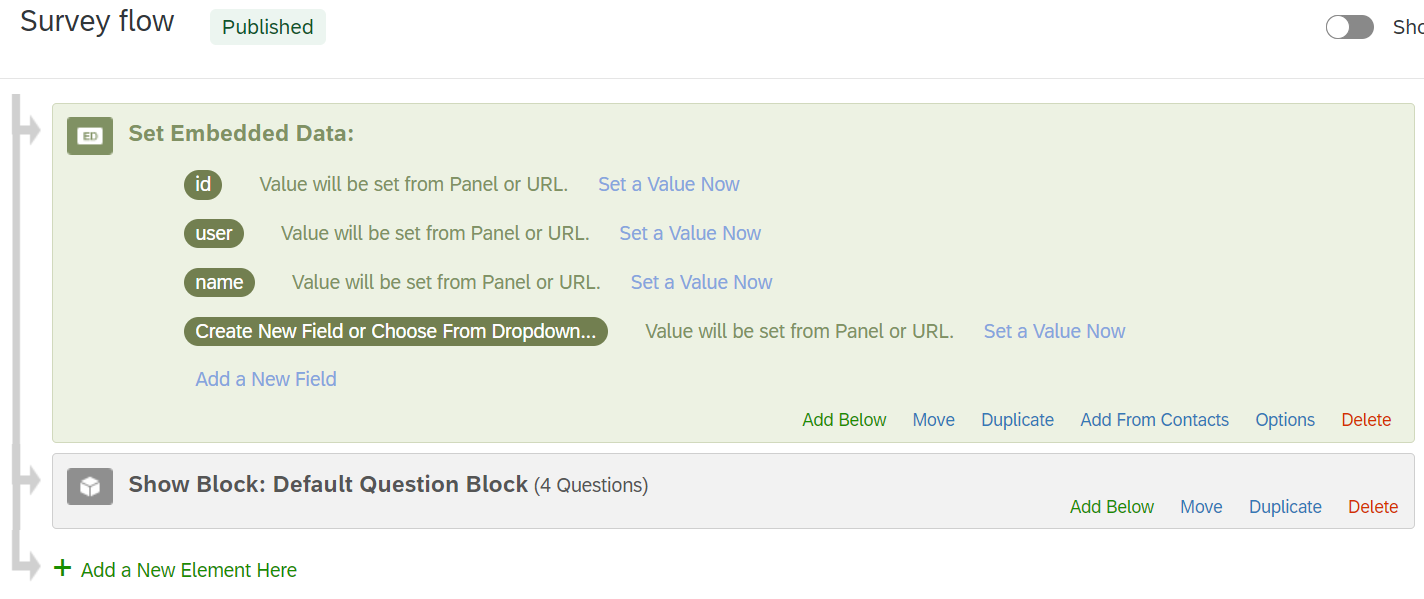 Survey flow Published
ED Set Embedded Data:
id Value will be set from Panel or URL. Set a Value Now
user Value will be set from Panel or URL. Set a Value Now
name Value will be set from Panel or URL. Set a Value Now
Create New Field or Choose From Dropdown... Value will be set from Panel or URL. Set a Value Now
Add a New Field
Add Below Move Duplicate Add From Contacts Options Delete
Show Block: Default Question Block (4 Questions)
Add Below Move Duplicate Delete
+ Add a New Element Here